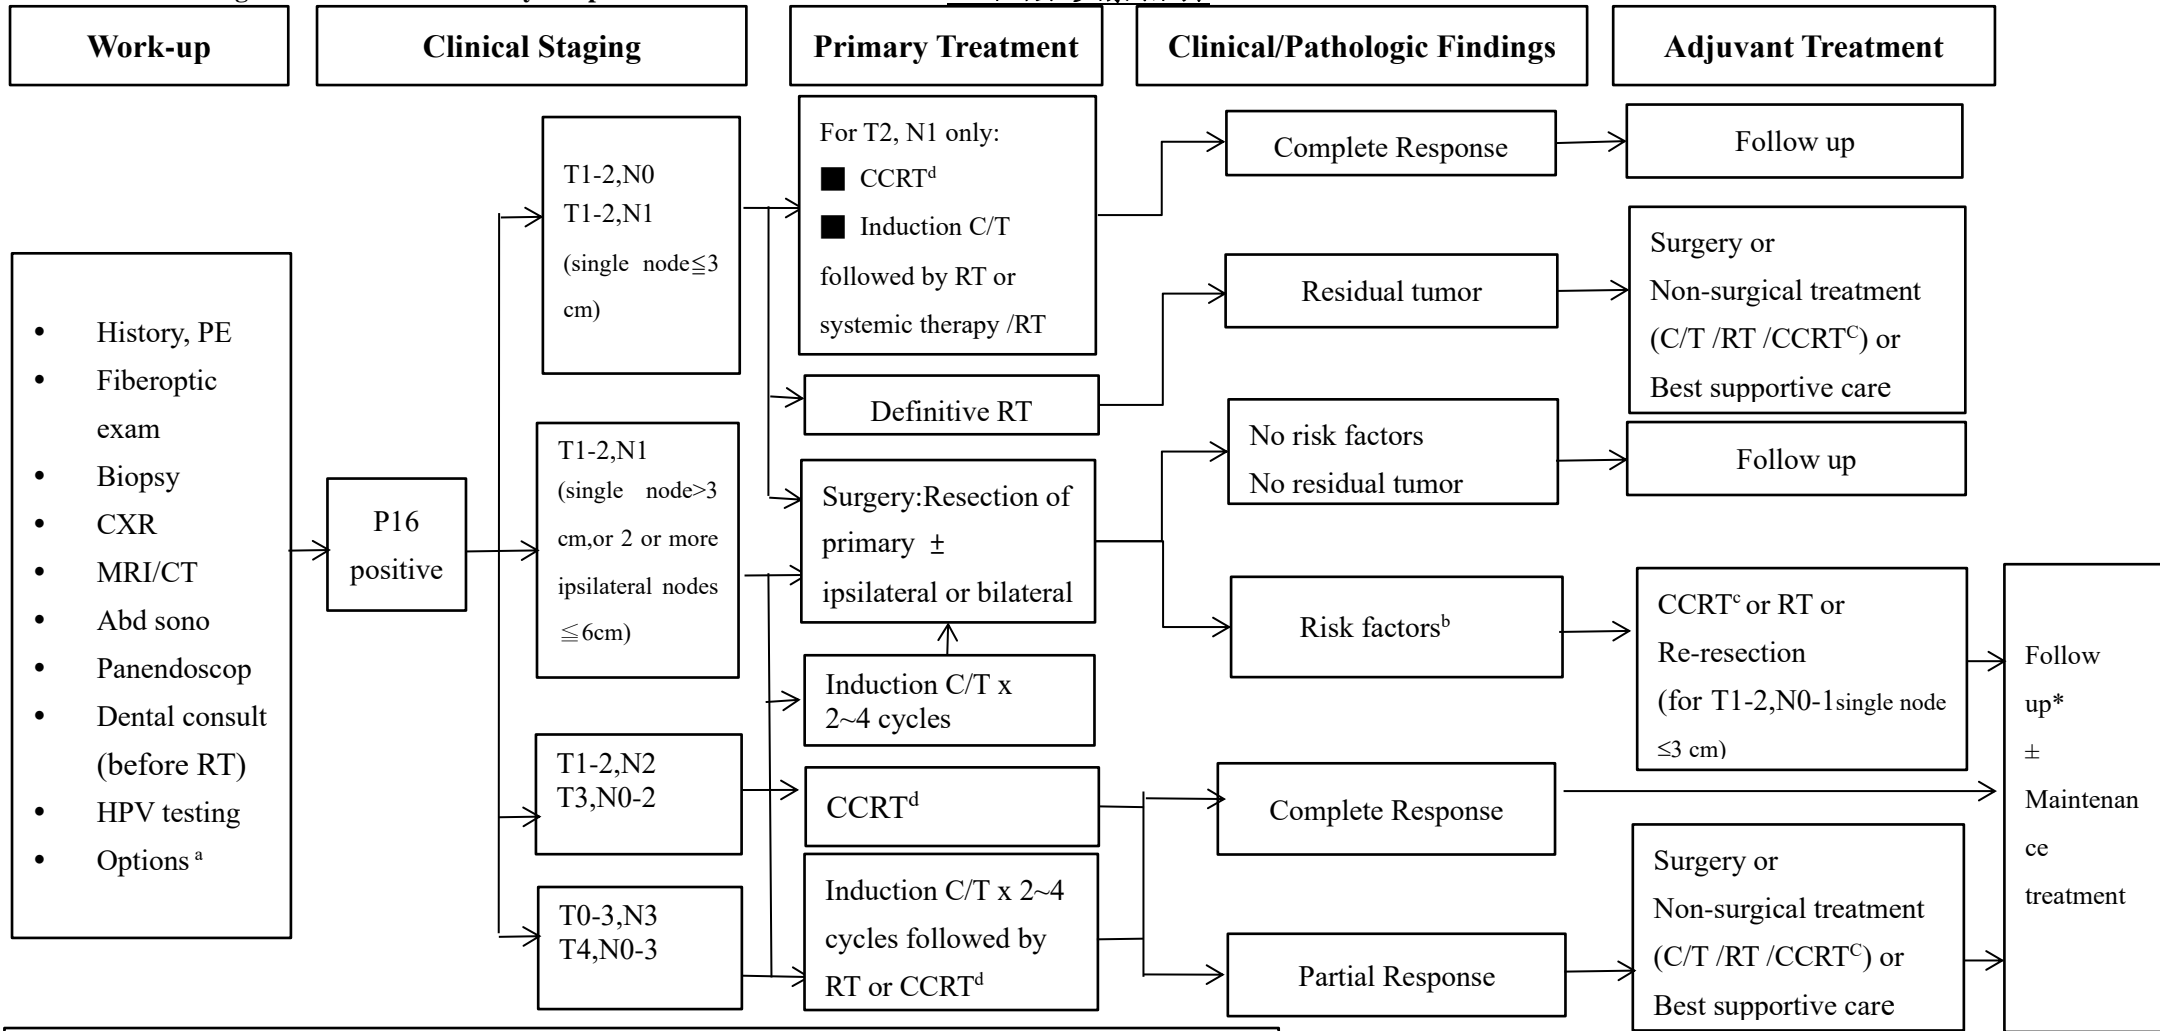 Work-up
Clinical Staging
Primary Treatment
Clinical/Pathologic Findings
Adjuvant Treatment
• History, PE
• Fiberoptic
exam
• Biopsy
• CXR
• MRI/CT
• Abd sono
• Panendoscop
• Dental consult
(before RT)
• HPV testing
• Options a
P16
positive
T1-2,N0
T1-2,N1
(single node≦3
cm)
T1-2,N1
(single node>3
cm,or 2 or more
ipsilateral nodes
≦6cm)
T1-2,N2
T3,N0-2
T0-3,N3
T4,N0-3
For T2, N1 only:
■ CCRTd
■ Induction C/T
followed by RT or
systemic therapy /RT
Definitive RT
Surgery:Resection of
primary ±
ipsilateral or bilateral
Induction C/T x
2~4 cycles
CCRTd
Induction C/T x 2~4
cycles followed by
RT or CCRTd
Complete Response
Residual tumor
No risk factors
No residual tumor
Risk factorsb
Complete Response
Partial Response
Follow up
Surgery or
Non-surgical treatment
(C/T /RT /CCRTC) or
Best supportive care
Follow up
CCRTc or RT or
Re-resection
(for T1-2,N0-1single node
≤3 cm)
Surgery or
Non-surgical treatment
(C/T /RT /CCRTC) or
Best supportive care
Follow
up*
±
Maintenan
ce
treatment